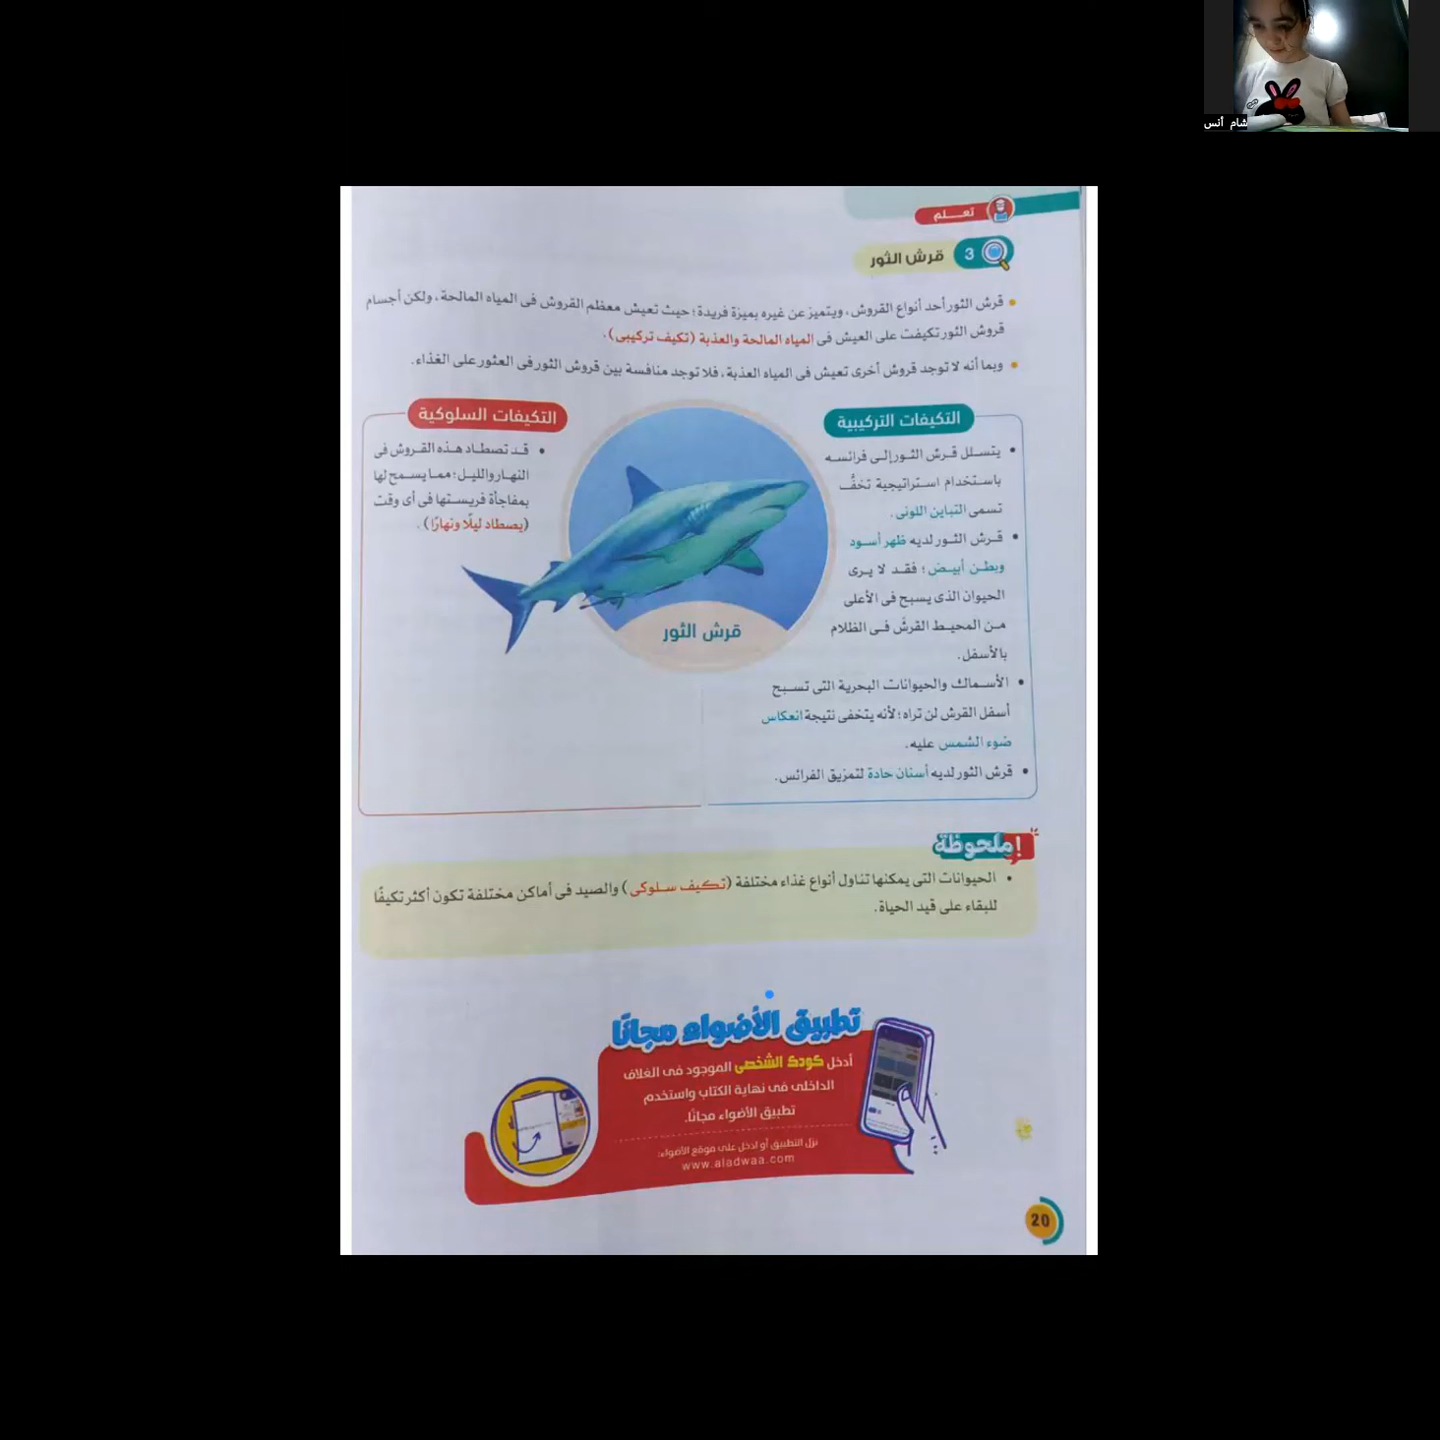 شام أنس
تعلم
3 قرش الثور
قرش الثور أحد أنواع القروش، ويتميز عن غيره بميزة فريدة؛ حيث تعيش معظم القروش فى المياه المالحة، ولكن أجسام
قروش الثور تكيفت على العيش فى المياه المالحة والعذبة (تكيف تركيبى).
وبما أنه لا توجد قروش أخرى تعيش فى المياه العذبة، فلا توجد منافسة بين قروش الثور فى العثور على الغذاء.
التكيفات التركيبية
يتسلل قرش الثور إلى فرائسه
باستخدام استراتيجية تخفُّ
تسمى التباين اللونى.
قرش الثور لديه ظهر أسود
وبطن أبيض؛ فقد لا يرى
الحيوان الذى يسبح فى الأعلى
من المحيط القرشَ فى الظلام
بالأسفل.
الأسماك والحيوانات البحرية التى تسبح
أسفل القرش لن تراه؛ لأنه يتخفى نتيجة انعكاس
ضوء الشمس عليه.
قرش الثور لديه أسنان حادة لتمزيق الفرائس.
التكيفات السلوكية
قد تصطاد هذه القروش فى
النهار والليل؛ مما يسمح لها
بمفاجأة فريستها فى أى وقت
(يصطاد ليلًا ونهارًا).
قرش الثور
ملحوظة!
الحيوانات التى يمكنها تناول أنواع غذاء مختلفة (تكيف سلوكى) والصيد فى أماكن مختلفة تكون أكثر تكيفًا
للبقاء على قيد الحياة.
تطبيق الأضواء مجانًا
أدخل كودك الشخصى الموجود فى الغلاف
الداخلى فى نهاية الكتاب واستخدم
تطبيق الأضواء مجانًا.
نزل التطبيق أو ادخل على موقع الأضواء:
www.aladwaa.com
20